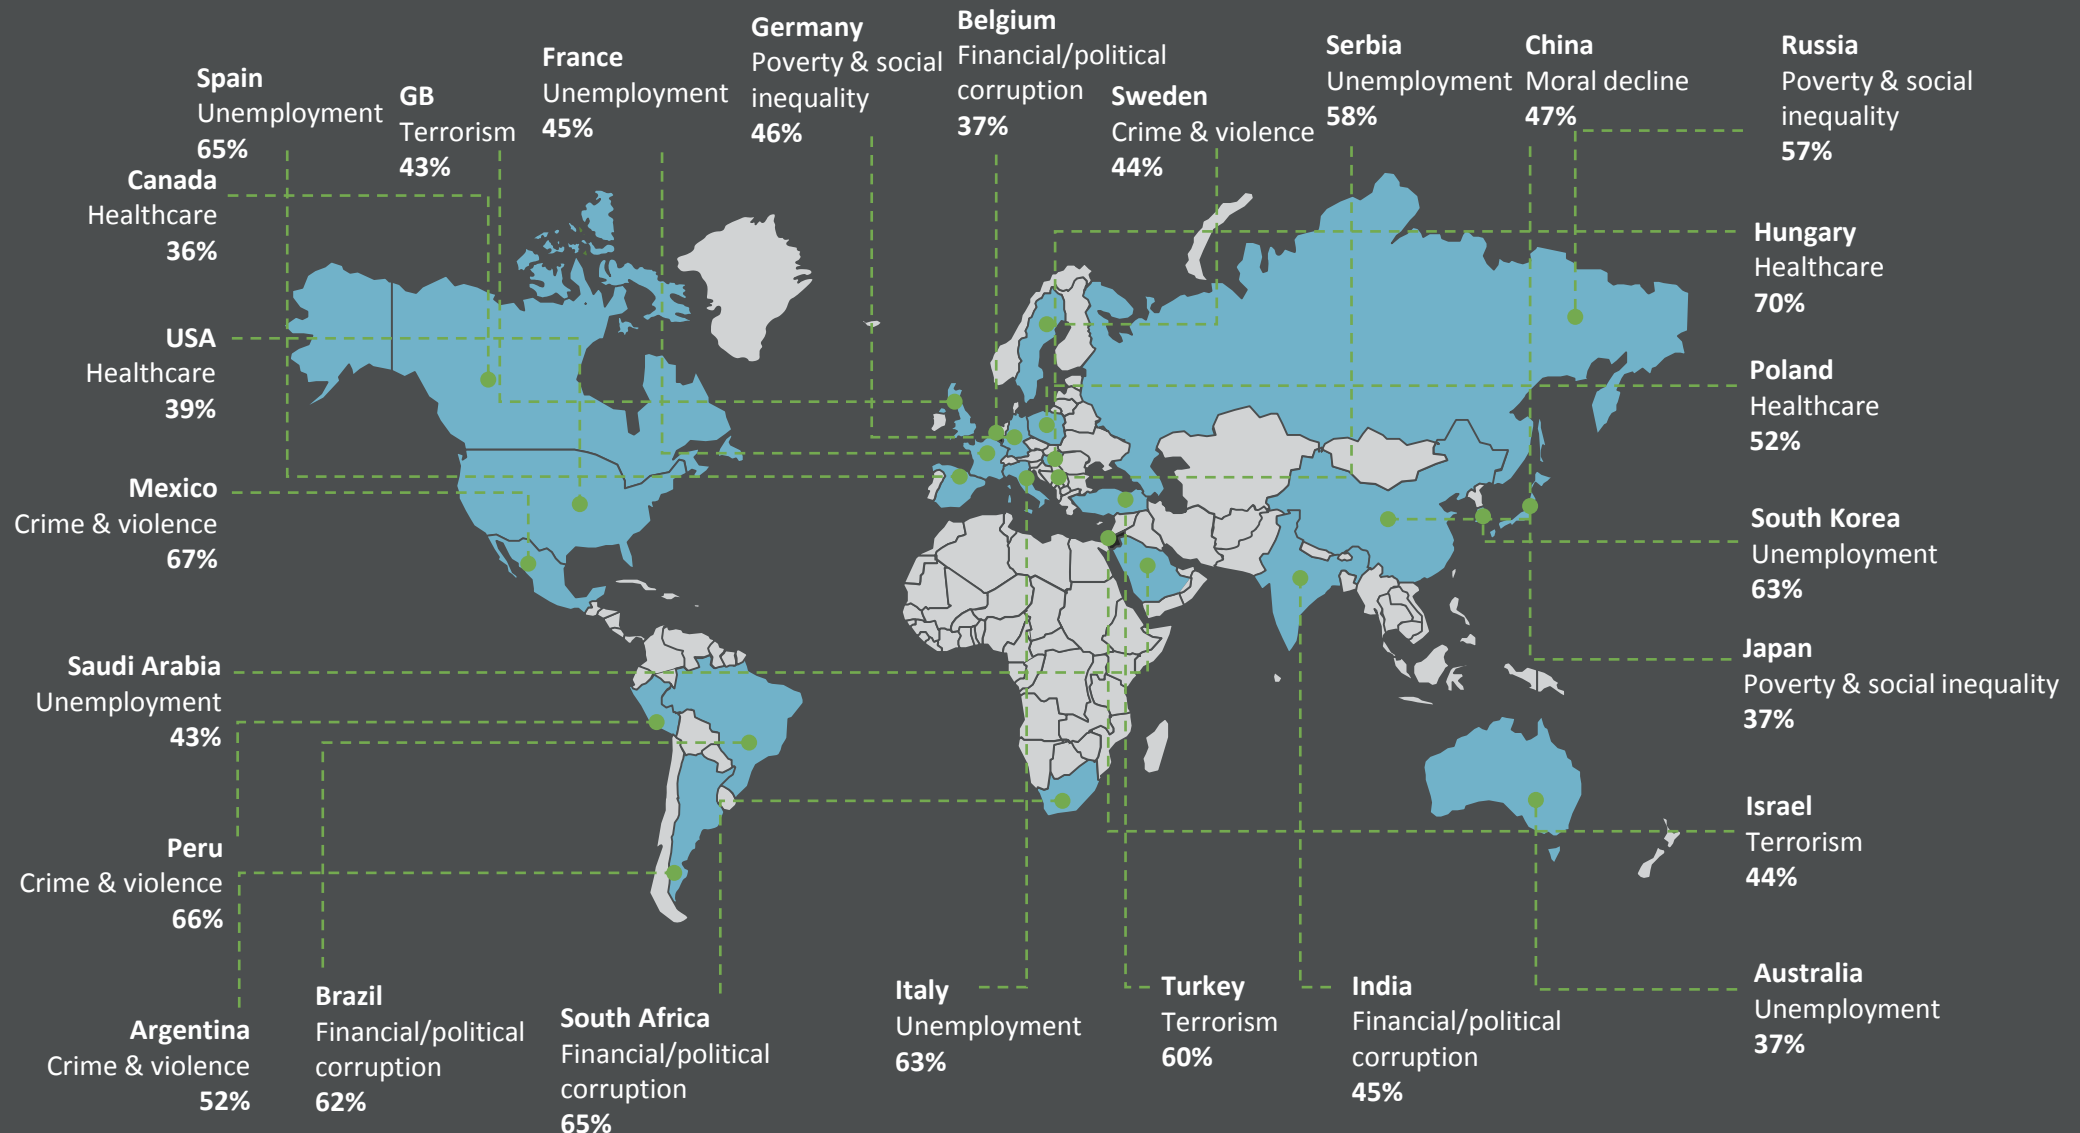 Spain
Unemployment
65%
GB
Terrorism
43%
France
Unemployment
45%
Germany
Poverty & social
inequality
46%
Belgium
Financial/political
corruption
37%
Sweden
Crime & violence
44%
Serbia
Unemployment
58%
China
Moral decline
47%
Russia
Poverty & social
inequality
57%
Canada
Healthcare
36%
USA
Healthcare
39%
Mexico
Crime & violence
67%
Saudi Arabia
Unemployment
43%
Peru
Crime & violence
66%
Argentina
Crime & violence
52%
Brazil
Financial/political
corruption
62%
South Africa
Financial/political
corruption
65%
Italy
Unemployment
63%
Turkey
Terrorism
60%
India
Financial/political
corruption
45%
Hungary
Healthcare
70%
Poland
Healthcare
52%
South Korea
Unemployment
63%
Japan
Poverty & social inequality
37%
Israel
Terrorism
44%
Australia
Unemployment
37%